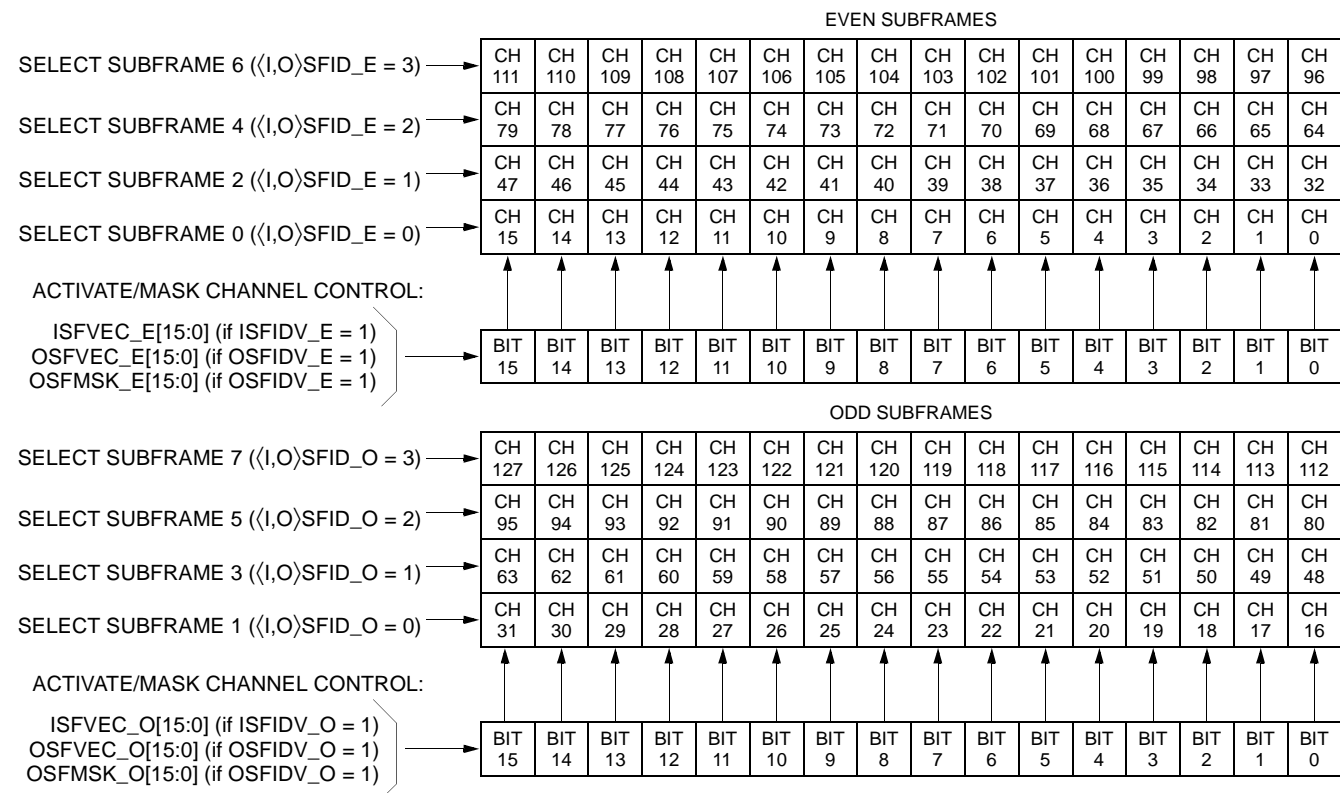 EVEN SUBFRAMES
SELECT SUBFRAME 6 (⟨I,O⟩SFID_E = 3)
CH 111 CH 110 CH 109 CH 108 CH 107 CH 106 CH 105 CH 104 CH 103 CH 102 CH 101 CH 100 CH 99 CH 98 CH 97 CH 96
SELECT SUBFRAME 4 (⟨I,O⟩SFID_E = 2)
CH 79 CH 78 CH 77 CH 76 CH 75 CH 74 CH 73 CH 72 CH 71 CH 70 CH 69 CH 68 CH 67 CH 66 CH 65 CH 64
SELECT SUBFRAME 2 (⟨I,O⟩SFID_E = 1)
CH 47 CH 46 CH 45 CH 44 CH 43 CH 42 CH 41 CH 40 CH 39 CH 38 CH 37 CH 36 CH 35 CH 34 CH 33 CH 32
SELECT SUBFRAME 0 (⟨I,O⟩SFID_E = 0)
CH 15 CH 14 CH 13 CH 12 CH 11 CH 10 CH 9 CH 8 CH 7 CH 6 CH 5 CH 4 CH 3 CH 2 CH 1 CH 0
ACTIVATE/MASK CHANNEL CONTROL:
ISFVEC_E[15:0] (if ISFIDV_E = 1)
OSFVEC_E[15:0] (if OSFIDV_E = 1)
OSFMSK_E[15:0] (if OSFIDV_E = 1)
BIT 15 BIT 14 BIT 13 BIT 12 BIT 11 BIT 10 BIT 9 BIT 8 BIT 7 BIT 6 BIT 5 BIT 4 BIT 3 BIT 2 BIT 1 BIT 0
ODD SUBFRAMES
SELECT SUBFRAME 7 (⟨I,O⟩SFID_O = 3)
CH 127 CH 126 CH 125 CH 124 CH 123 CH 122 CH 121 CH 120 CH 119 CH 118 CH 117 CH 116 CH 115 CH 114 CH 113 CH 112
SELECT SUBFRAME 5 (⟨I,O⟩SFID_O = 2)
CH 95 CH 94 CH 93 CH 92 CH 91 CH 90 CH 89 CH 88 CH 87 CH 86 CH 85 CH 84 CH 83 CH 82 CH 81 CH 80
SELECT SUBFRAME 3 (⟨I,O⟩SFID_O = 1)
CH 63 CH 62 CH 61 CH 60 CH 59 CH 58 CH 57 CH 56 CH 55 CH 54 CH 53 CH 52 CH 51 CH 50 CH 49 CH 48
SELECT SUBFRAME 1 (⟨I,O⟩SFID_O = 0)
CH 31 CH 30 CH 29 CH 28 CH 27 CH 26 CH 25 CH 24 CH 23 CH 22 CH 21 CH 20 CH 19 CH 18 CH 17 CH 16
ACTIVATE/MASK CHANNEL CONTROL:
ISFVEC_O[15:0] (if ISFIDV_O = 1)
OSFVEC_O[15:0] (if OSFIDV_O = 1)
OSFMSK_O[15:0] (if OSFIDV_O = 1)
BIT 15 BIT 14 BIT 13 BIT 12 BIT 11 BIT 10 BIT 9 BIT 8 BIT 7 BIT 6 BIT 5 BIT 4 BIT 3 BIT 2 BIT 1 BIT 0